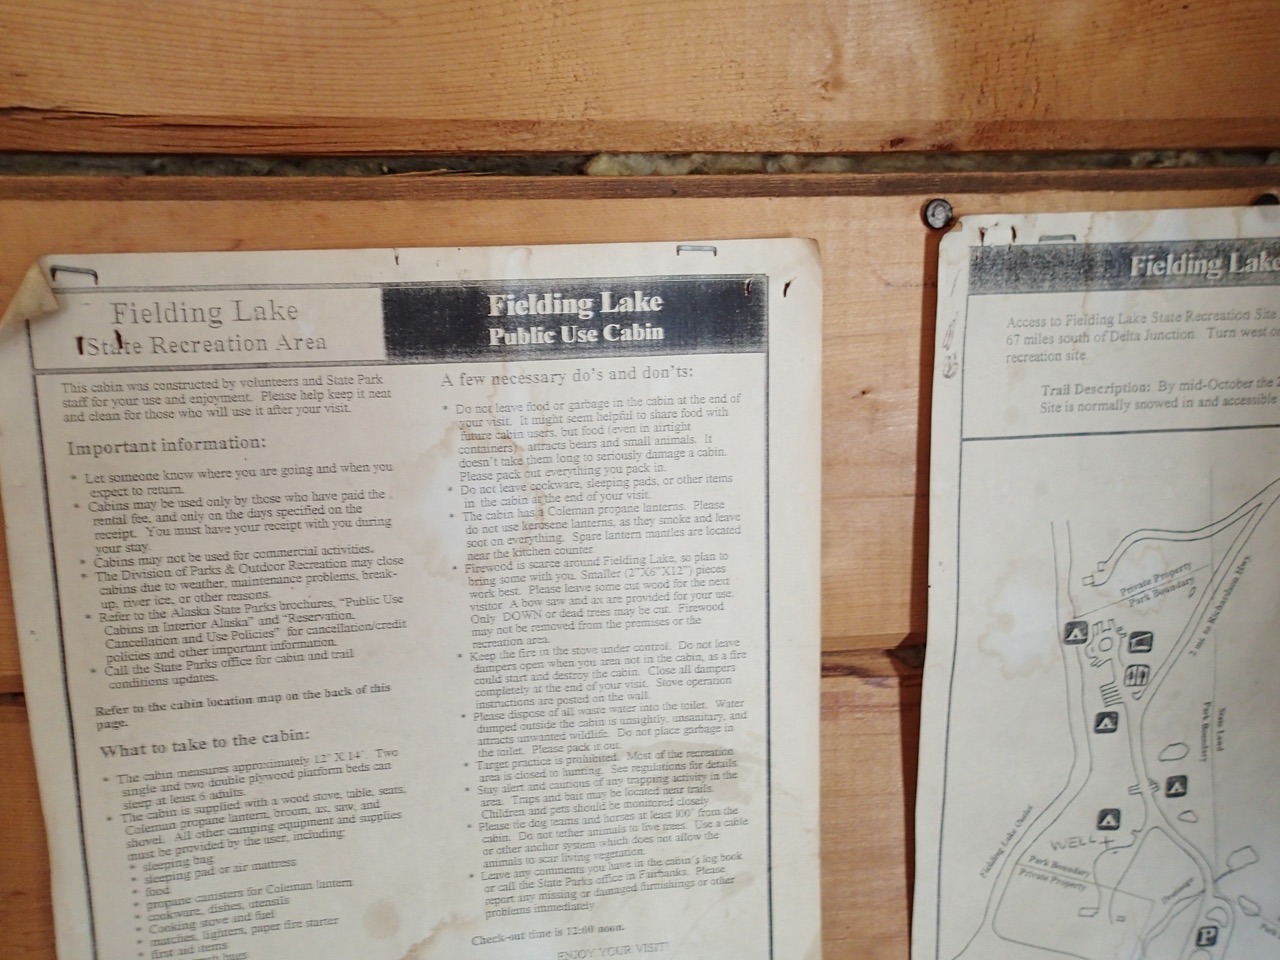 Fielding Lake
State Recreation Area
This cabin was constructed by volunteers and State Park
staff for your use and enjoyment. Please help keep it neat
and clean for those who will use it after your visit.
Important information:
* Let someone know where you are going and when you
expect to return.
* Cabins may be used only by those who have paid the
rental fee, and only on the days specified on the
receipt. You must have your receipt with you during
your stay.
* Cabins may not be used for commercial activities.
* The Division of Parks & Outdoor Recreation may close
cabins due to weather, maintenance problems, break-
up, river ice, or other reasons.
* Refer to the Alaska State Parks brochures, "Public Use
Cabins in Interior Alaska" and "Reservation,
Cancellation and Use Policies" for cancellation/credit
policies and other important information.
* Call the State Parks office for cabin and trail
conditions updates.
Refer to the cabin location map on the back of this
page.
What to take to the cabin:
* The cabin measures approximately 12' X 14'. Two
single and two double plywood platform beds can
sleep at least 6 adults.
* The cabin is supplied with a wood stove, table, seats,
Coleman propane lantern, broom, ax, saw, and
shovel. All other camping equipment and supplies
must be provided by the user, including:
* sleeping bag
* sleeping pad or air mattress
* food
* propane canisters for Coleman lantern
* cookware, dishes, utensils
* Cooking stove and fuel
* matches, lighters, paper fire starter
* first aid items
Fielding Lake
Public Use Cabin
A few necessary do's and don'ts:
* Do not leave food or garbage in the cabin at the end of
your visit. It might seem helpful to share food with
future cabin users, but food (even in airtight
containers) attracts bears and small animals. It
doesn't take them long to seriously damage a cabin.
Please pack out everything you pack in.
* Do not leave cookware, sleeping pads, or other items
in the cabin at the end of your visit.
* The cabin has a Coleman propane lanterns. Please
do not use kerosene lanterns, as they smoke and leave
soot on everything. Spare lantern mantles are located
near the kitchen counter.
* Firewood is scarce around Fielding Lake, so plan to
bring some with you. Smaller (2"X6"X12") pieces
work best. Please leave some cut wood for the next
visitor. A bow saw and ax are provided for your use.
Only DOWN or dead trees may be cut. Firewood
may not be removed from the premises or the
recreation area.
* Keep the fire in the stove under control. Do not leave
dampers open when you area not in the cabin, as a fire
could start and destroy the cabin. Close all dampers
completely at the end of your visit. Stove operation
instructions are posted on the wall.
* Please dispose of all waste water into the toilet. Water
dumped outside the cabin is unsightly, unsanitary, and
attracts unwanted wildlife. Do not place garbage in
the toilet. Please pack it out.
* Target practice is prohibited. Most of the recreation
area is closed to hunting. See regulations for details.
* Stay alert and cautious of any trapping activity in the
area. Traps and bait may be located near trails.
Children and pets should be monitored closely.
* Please tie dog teams and horses at least 100' from the
cabin. Do not tether animals to live trees. Use a cable
or other anchor system which does not allow the
animals to scar living vegetation.
* Leave any comments you have in the cabin's log book
or call the State Parks office in Fairbanks. Please
report any missing or damaged furnishings or other
problems immediately.
Check-out time is 12:00 noon.
ENJOY YOUR VISIT!
Fielding Lake
Access to Fielding Lake State Recreation Site
67 miles south of Delta Junction. Turn west
recreation site.
Trail Description: By mid-October the
Site is normally snowed in and accessible
Private Property
Park Boundary
2 mi. to Richardson Hwy.
State Land
Park Boundary
Fielding Lake Outlet
WELL
Park Boundary
Private Property
P